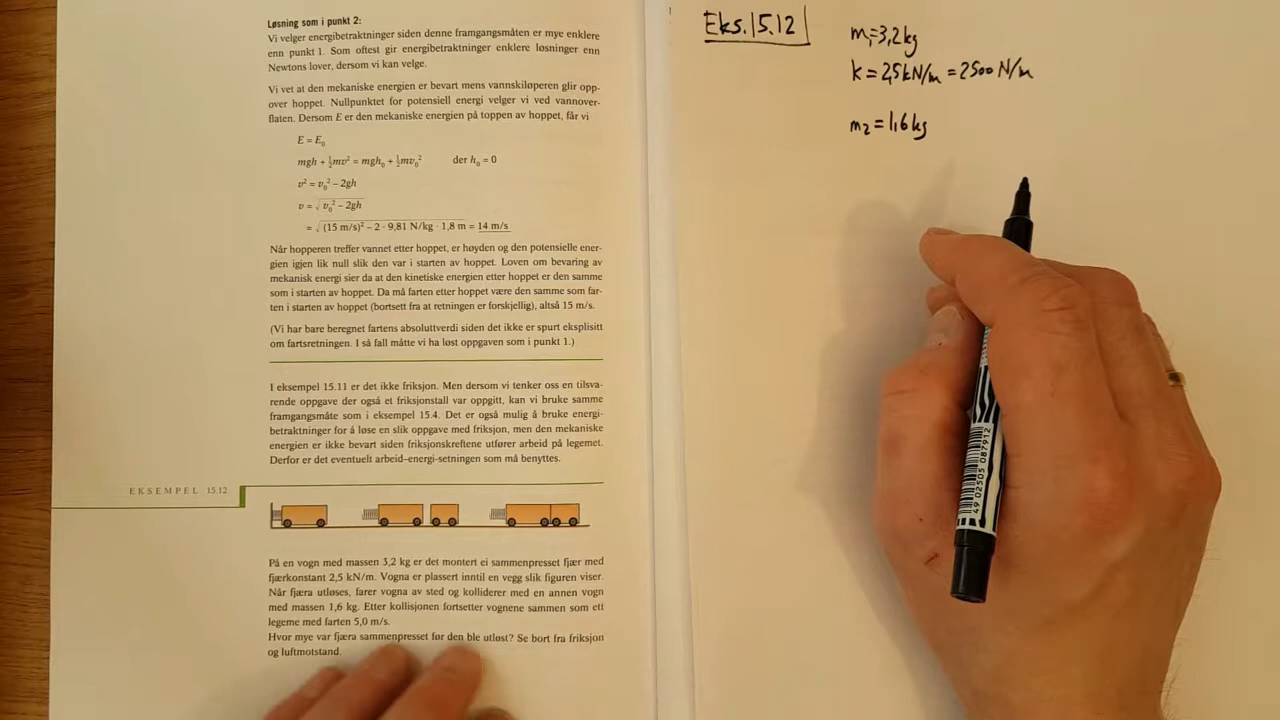 Løsning som i punkt 2:
Vi velger energibetraktninger siden denne framgangsmåten er mye enklere
enn punkt 1. Som oftest gir energibetraktninger enklere løsninger enn
Newtons lover, dersom vi kan velge.
Vi vet at den mekaniske energien er bevart mens vannskiløperen glir opp-
over hoppet. Nullpunktet for potensiell energi velger vi ved vannover-
flaten. Dersom E er den mekaniske energien på toppen av hoppet, får vi
E = E₀
mgh + ½mv² = mgh₀ + ½mv₀² der h₀ = 0
v² = v₀² − 2gh
v = √(v₀² − 2gh)
= √((15 m/s)² − 2 · 9,81 N/kg · 1,8 m) = 14 m/s
Når hopperen treffer vannet etter hoppet, er høyden og den potensielle ener-
gien igjen lik null slik den var i starten av hoppet. Loven om bevaring av
mekanisk energi sier da at den kinetiske energien etter hoppet er den samme
som i starten av hoppet. Da må farten etter hoppet være den samme som far-
ten i starten av hoppet (bortsett fra at retningen er forskjellig), altså 15 m/s.
(Vi har bare beregnet fartens absoluttverdi siden det ikke er spurt eksplisitt
om fartsretningen. I så fall måtte vi ha løst oppgaven som i punkt 1.)
I eksempel 15.11 er det ikke friksjon. Men dersom vi tenker oss en tilsva-
rende oppgave der også et friksjonstall var oppgitt, kan vi bruke samme
framgangsmåte som i eksempel 15.4. Det er også mulig å bruke energi-
betraktninger for å løse en slik oppgave med friksjon, men den mekaniske
energien er ikke bevart siden friksjonskreftene utfører arbeid på legemet.
Derfor er det eventuelt arbeid–energi-setningen som må benyttes.
EKSEMPEL 15.12
På en vogn med massen 3,2 kg er det montert ei sammenpresset fjær med
fjærkonstant 2,5 kN/m. Vogna er plassert inntil en vegg slik figuren viser.
Når fjæra utløses, farer vogna av sted og kolliderer med en annen vogn
med massen 1,6 kg. Etter kollisjonen fortsetter vognene sammen som ett
legeme med farten 5,0 m/s.
Hvor mye var fjæra sammenpresset før den ble utløst? Se bort fra friksjon
og luftmotstand.
Eks. 15.12
m₁ = 3,2 kg
k = 2,5 kN/m = 2500 N/m
m₂ = 1,6 kg
49 02505 087912